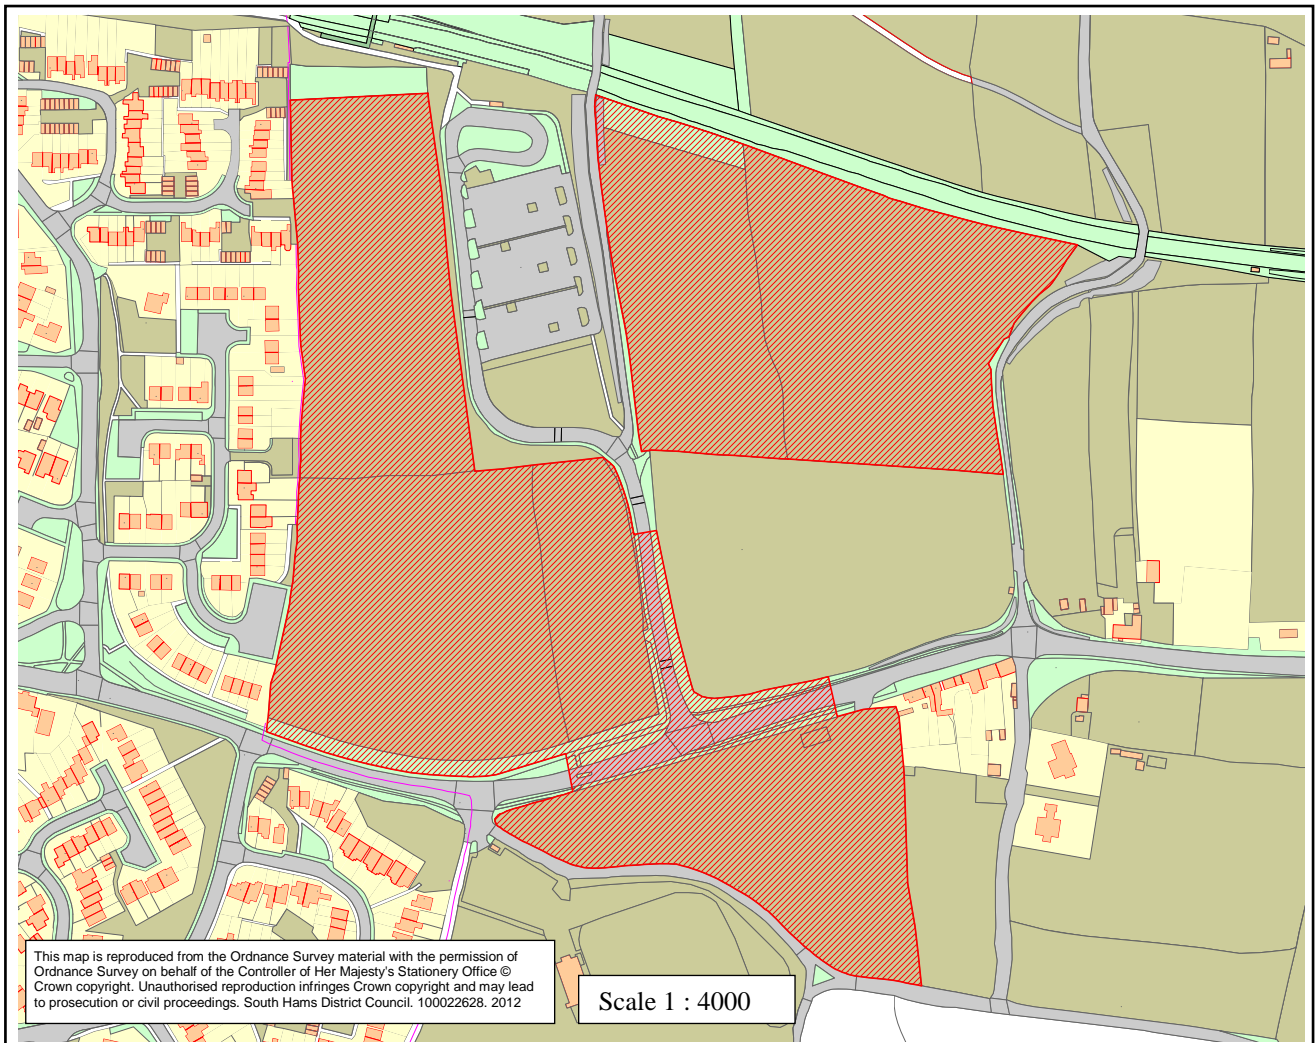 This map is reproduced from the Ordnance Survey material with the permission of
Ordnance Survey on behalf of the Controller of Her Majesty's Stationery Office ©
Crown copyright. Unauthorised reproduction infringes Crown copyright and may lead
to prosecution or civil proceedings. South Hams District Council. 100022628. 2012
Scale 1 : 4000